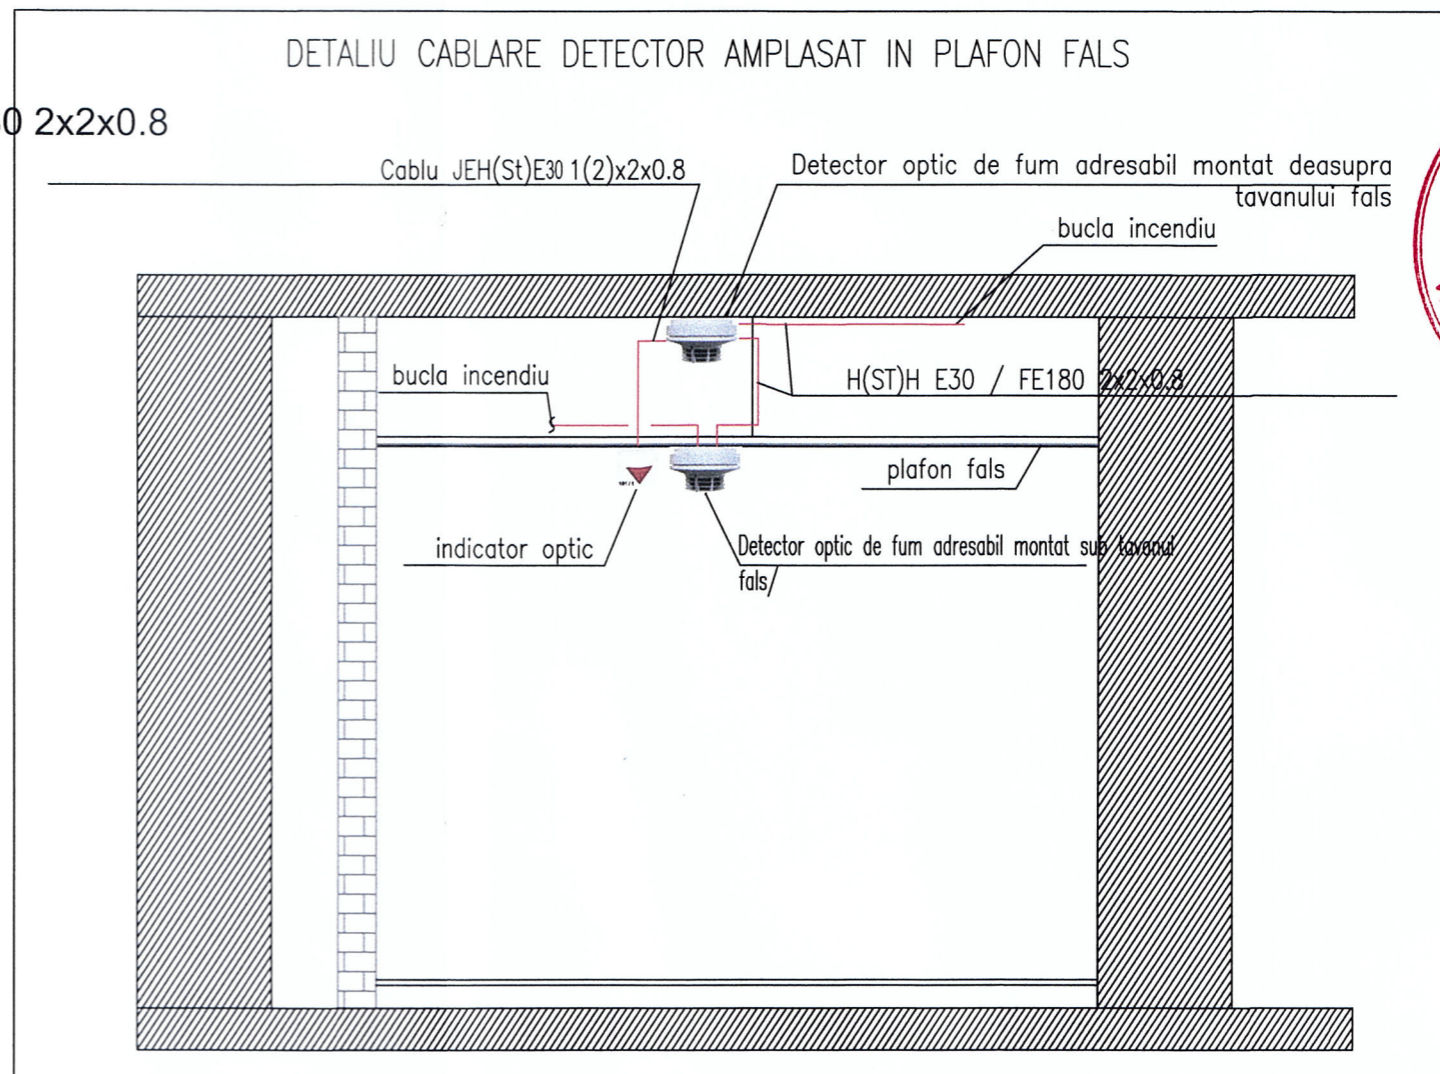 DETALIU CABLARE DETECTOR AMPLASAT IN PLAFON FALS
0 2x2x0.8
Cablu JEH(St)E30 1(2)x2x0.8
Detector optic de fum adresabil montat deasupra
tavanului fals
bucla incendiu
bucla incendiu
H(ST)H E30 / FE180 2x2x0.8
plafon fals
indicator optic
Detector optic de fum adresabil montat sub tavanul
fals/